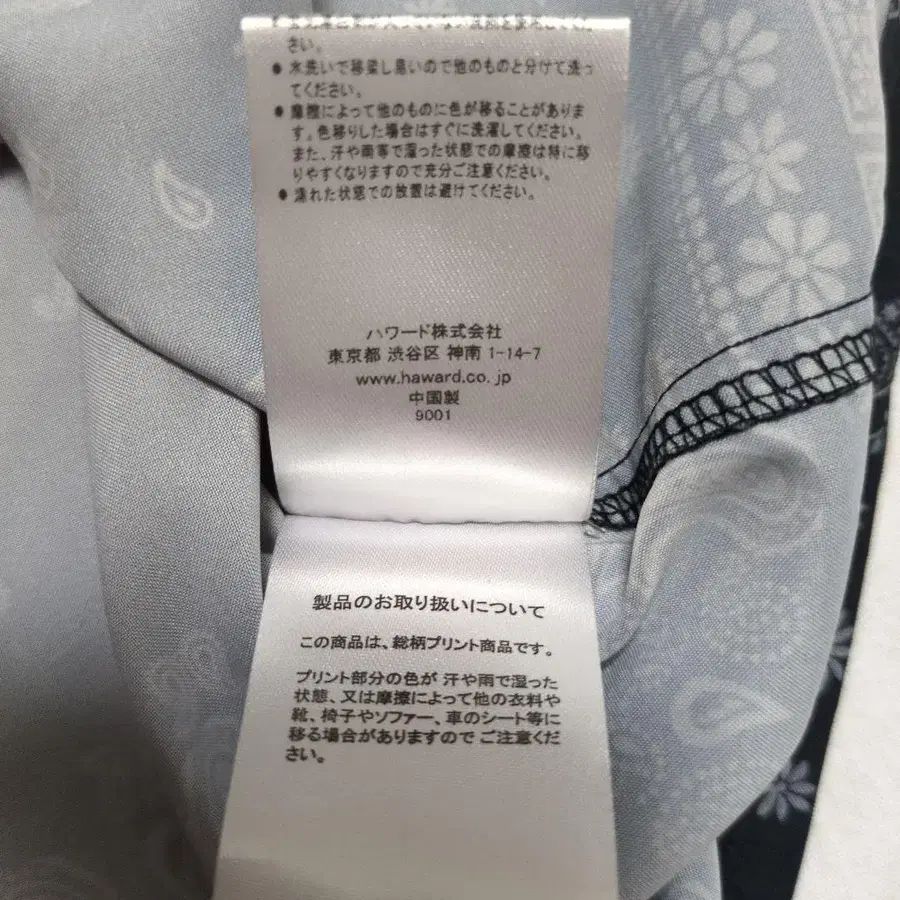 さい。
● 水洗いで移染し易いので他のものと分けて洗っ
てください。
● 摩擦によって他のものに色が移ることがありま
す。色移りした場合はすぐに洗濯してください。
また、汗や雨等で湿った状態での摩擦は特に移
りやすくなりますので充分ご注意ください。
● 濡れた状態での放置は避けてください。
ハワード株式会社
東京都 渋谷区 神南 1-14-7
www.haward.co.jp
中国製
9001
製品のお取り扱いについて
この商品は、総柄プリント商品です。
プリント部分の色が 汗や雨で湿った
状態、又は摩擦によって他の衣料や
靴、椅子やソファー、車のシート等に
移る場合がありますので ご注意くだ
さい。